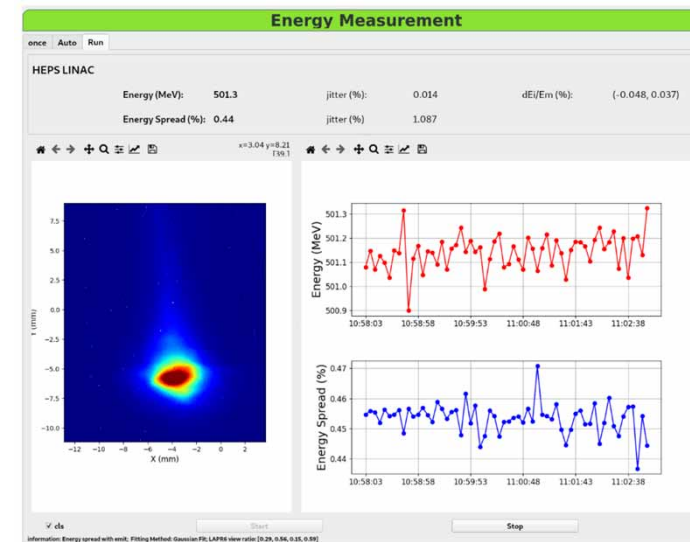 Energy Measurement
once Auto Run
HEPS LINAC
Energy (MeV): 501.3 jitter (%): 0.014 dEi/Em (%): (-0.048, 0.037)
Energy Spread (%): 0.44 jitter (%) 1.087
x=3.04 y=8.21
[39.]
7.5
5.0
2.5
0.0
−2.5
−5.0
−7.5
−10.0
−12 −10 −8 −6 −4 −2 0 2
X (mm)
Energy (MeV)
501.3
501.2
501.1
501.0
500.9
10:58:03 10:58:58 10:59:53 11:00:48 11:01:43 11:02:38
Energy Spread (%)
0.47
0.46
0.45
0.44
10:58:03 10:58:58 10:59:53 11:00:48 11:01:43 11:02:38
cls Start Stop
information: Energy spread with emit; Fitting Method: Gaussian Fit; LAPR6 view ratio: [0.29, 0.56, 0.15, 0.59]